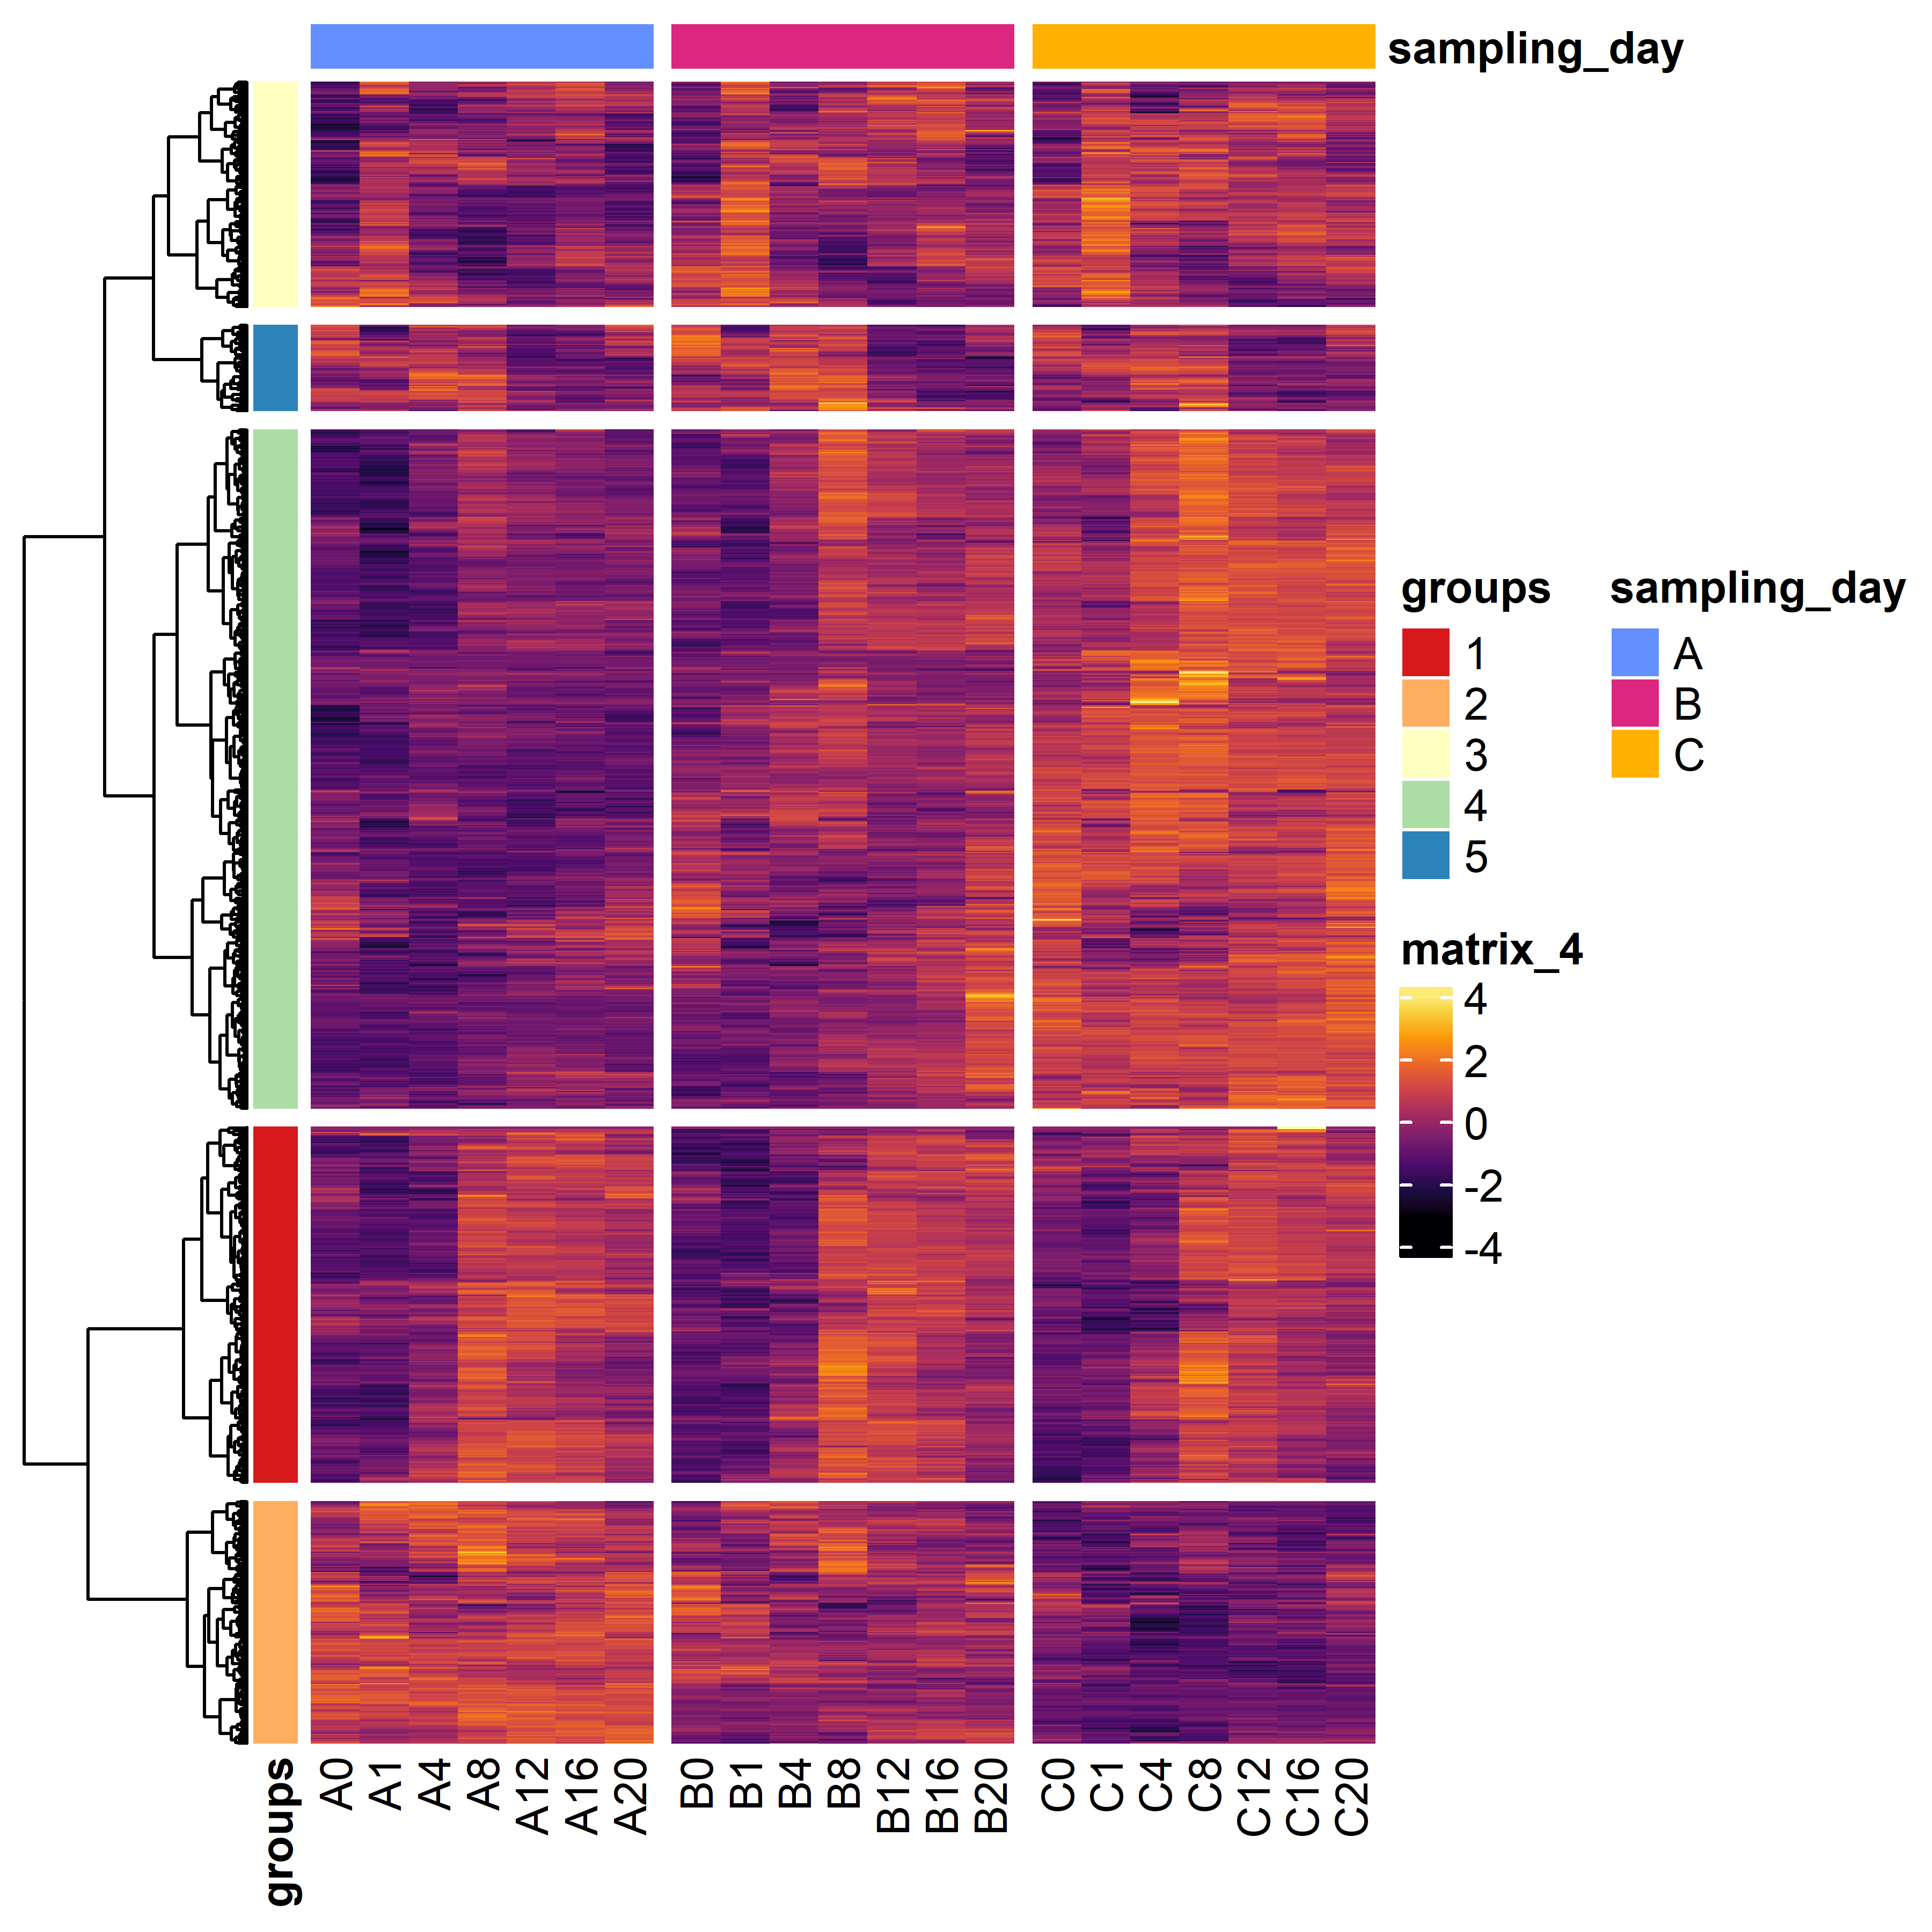 sampling_day
groups
1
2
3
4
5
sampling_day
A
B
C
matrix_4
4
2
0
-2
-4
groups
A0
A1
A4
A8
A12
A16
A20
B0
B1
B4
B8
B12
B16
B20
C0
C1
C4
C8
C12
C16
C20